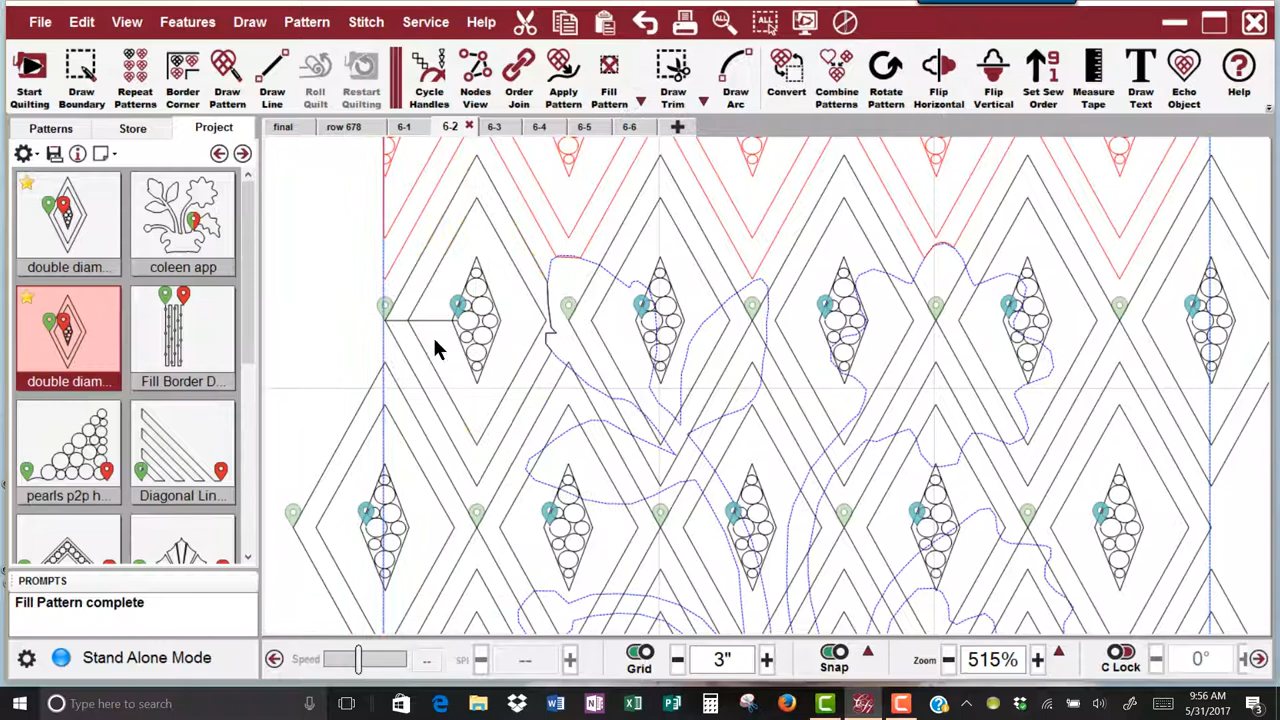 File Edit View Features Draw Pattern Stitch Service Help
ALL
Start Quilting
Draw Boundary
Repeat Patterns
Border Corner
Draw Pattern
Draw Line
Roll Quilt
Restart Quilting
Cycle Handles
Nodes View
Order Join
Apply Pattern
Fill Pattern
Draw Trim
Draw Arc
Convert
Combine Patterns
Rotate Pattern
Flip Horizontal
Flip Vertical
Set Sew Order
Measure Tape
Draw Text
Echo Object
Help
Patterns Store Project
final row 678 6-1 6-2 6-3 6-4 6-5 6-6
double diam...
coleen app
double diam...
Fill Border D...
pearls p2p h...
Diagonal Lin...
PROMPTS
Fill Pattern complete
Stand Alone Mode
Speed -- SPI -- Grid 3" Snap Zoom 515% C Lock 0°
Type here to search
9:56 AM
5/31/2017